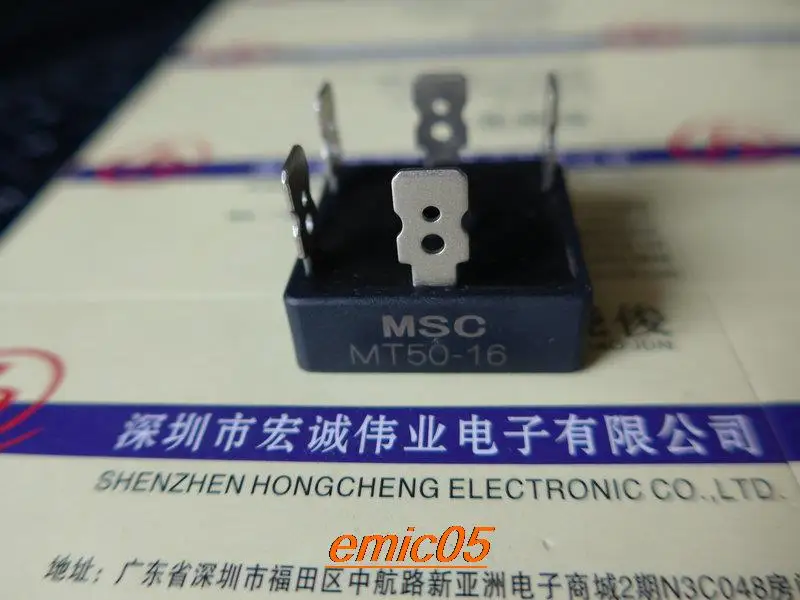 MSC
MT50-16
俊
深圳市宏诚伟业电子有限公司
SHENZHEN HONGCHENG ELECTRONIC CO.,LTD.
emic05
地址: 广东省深圳市福田区中航路新亚洲电子商城2期N3C048房